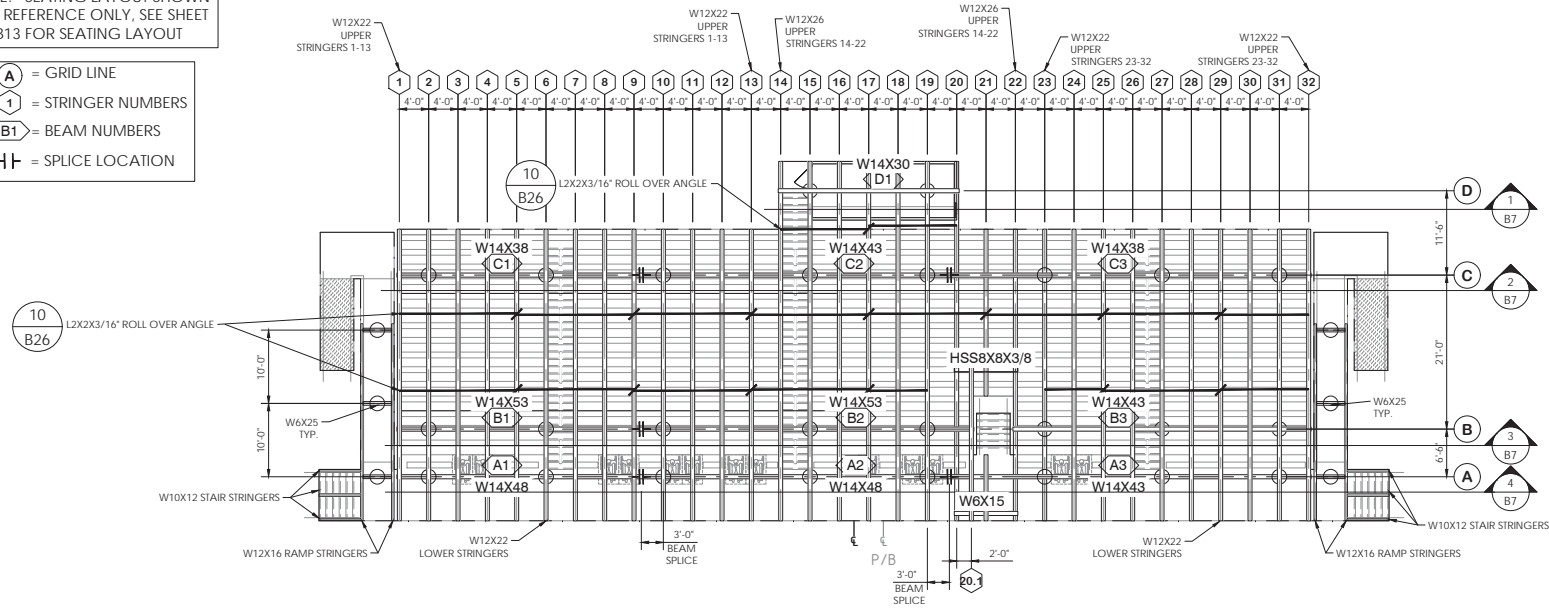 SEATING LAYOUT SHOWN
REFERENCE ONLY, SEE SHEET
B13 FOR SEATING LAYOUT
A = GRID LINE
1 = STRINGER NUMBERS
B1 = BEAM NUMBERS
= SPLICE LOCATION
W12X22
UPPER
STRINGERS 1-13
W12X22
UPPER
STRINGERS 1-13
W12X26
UPPER
STRINGERS 14-22
W12X26
UPPER
STRINGERS 14-22
W12X22
UPPER
STRINGERS 23-32
W12X22
UPPER
STRINGERS 23-32
1 2 3 4 5 6 7 8 9 10 11 12 13 14 15 16 17 18 19 20 21 22 23 24 25 26 27 28 29 30 31 32
4'-0" 4'-0" 4'-0" 4'-0" 4'-0" 4'-0" 4'-0" 4'-0" 4'-0" 4'-0" 4'-0" 4'-0" 4'-0" 4'-0" 4'-0" 4'-0" 4'-0" 4'-0" 4'-0" 4'-0" 4'-0" 4'-0" 4'-0" 4'-0" 4'-0" 4'-0" 4'-0" 4'-0" 4'-0" 4'-0" 4'-0"
10
B26
L2X2X3/16" ROLL OVER ANGLE
W14X30
D1
D
1
B7
11'-6"
W14X38
C1
W14X43
C2
W14X38
C3
C
2
B7
10
B26
L2X2X3/16" ROLL OVER ANGLE
10'-0"
21'-0"
HSS8X8X3/8
W6X25
TYP.
W14X53
B1
W14X53
B2
W14X43
B3
W6X25
TYP.
B
3
B7
10'-0"
6'-6"
A1
W14X48
A2
W14X48
A3
W14X43
A
4
B7
W6X15
W10X12 STAIR STRINGERS
W10X12 STAIR STRINGERS
W12X16 RAMP STRINGERS
W12X22
LOWER STRINGERS
3'-0"
BEAM
SPLICE
P/B
3'-0"
BEAM
SPLICE
2'-0"
20.1
W12X22
LOWER STRINGERS
W12X16 RAMP STRINGERS